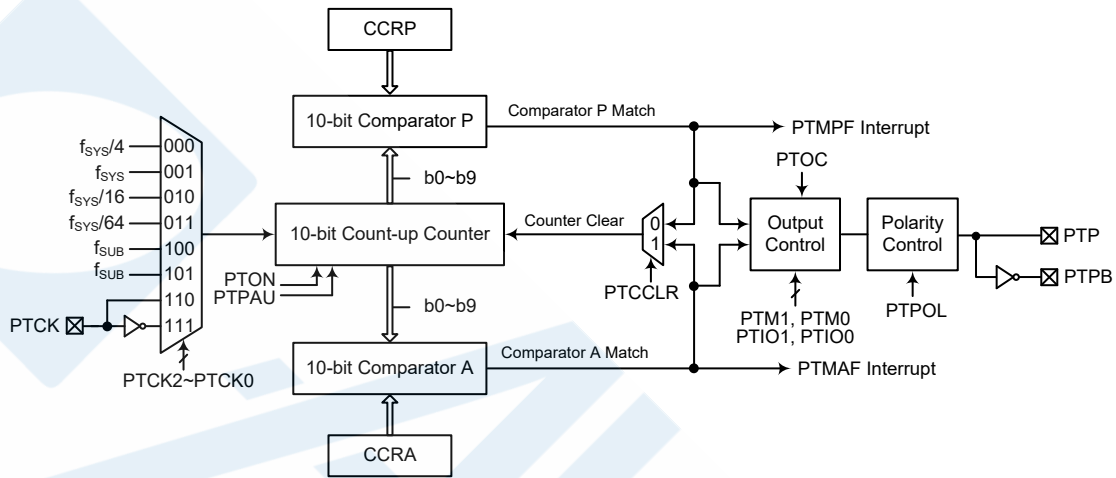 CCRP
10-bit Comparator P
Comparator P Match
PTMPF Interrupt
b0~b9
PTOC
fSYS/4
000
fSYS
001
fSYS/16
010
fSYS/64
011
fSUB
100
fSUB
101
110
111
PTCK
PTCK2~PTCK0
10-bit Count-up Counter
PTON
PTPAU
Counter Clear
0
1
PTCCLR
Output
Control
Polarity
Control
PTP
PTPB
PTPOL
PTM1, PTM0
PTIO1, PTIO0
b0~b9
10-bit Comparator A
Comparator A Match
PTMAF Interrupt
CCRA